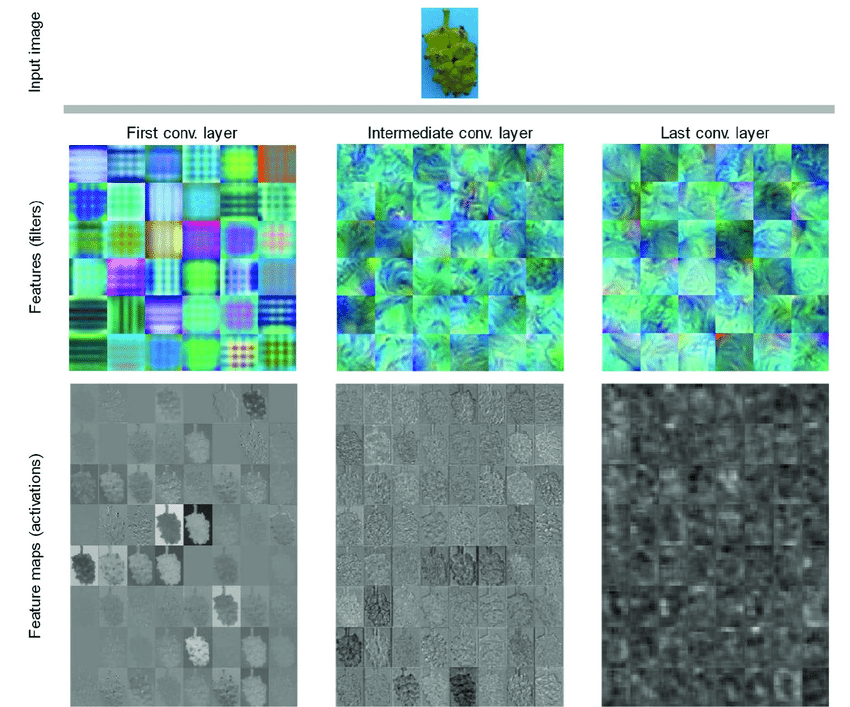 Input image
First conv. layer
Intermediate conv. layer
Last conv. layer
Features (filters)
Feature maps (activations)